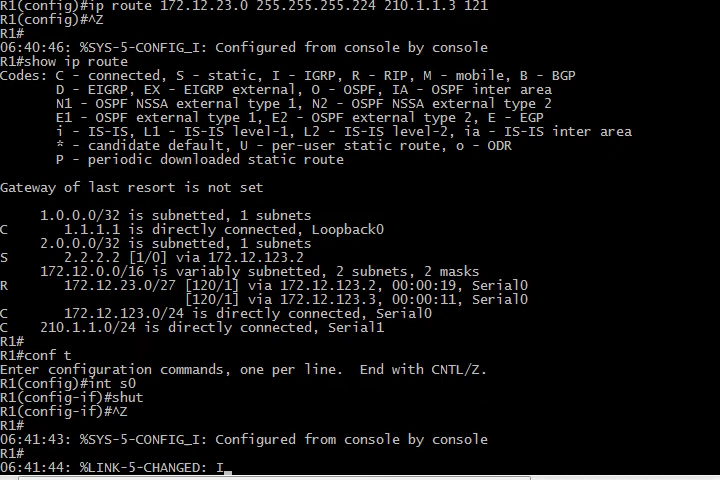 R1(config)#ip route 172.12.23.0 255.255.255.224 210.1.1.3 121
R1(config)#^Z
R1#
06:40:46: %SYS-5-CONFIG_I: Configured from console by console
R1#show ip route
Codes: C - connected, S - static, I - IGRP, R - RIP, M - mobile, B - BGP
       D - EIGRP, EX - EIGRP external, O - OSPF, IA - OSPF inter area
       N1 - OSPF NSSA external type 1, N2 - OSPF NSSA external type 2
       E1 - OSPF external type 1, E2 - OSPF external type 2, E - EGP
       i - IS-IS, L1 - IS-IS level-1, L2 - IS-IS level-2, ia - IS-IS inter area
       * - candidate default, U - per-user static route, o - ODR
       P - periodic downloaded static route
Gateway of last resort is not set
     1.0.0.0/32 is subnetted, 1 subnets
C       1.1.1.1 is directly connected, Loopback0
     2.0.0.0/32 is subnetted, 1 subnets
S       2.2.2.2 [1/0] via 172.12.123.2
     172.12.0.0/16 is variably subnetted, 2 subnets, 2 masks
R       172.12.23.0/27 [120/1] via 172.12.123.2, 00:00:19, Serial0
                       [120/1] via 172.12.123.3, 00:00:11, Serial0
C       172.12.123.0/24 is directly connected, Serial0
C    210.1.1.0/24 is directly connected, Serial1
R1#
R1#conf t
Enter configuration commands, one per line.  End with CNTL/Z.
R1(config)#int s0
R1(config-if)#shut
R1(config-if)#^Z
R1#
06:41:43: %SYS-5-CONFIG_I: Configured from console by console
R1#
06:41:44: %LINK-5-CHANGED: I